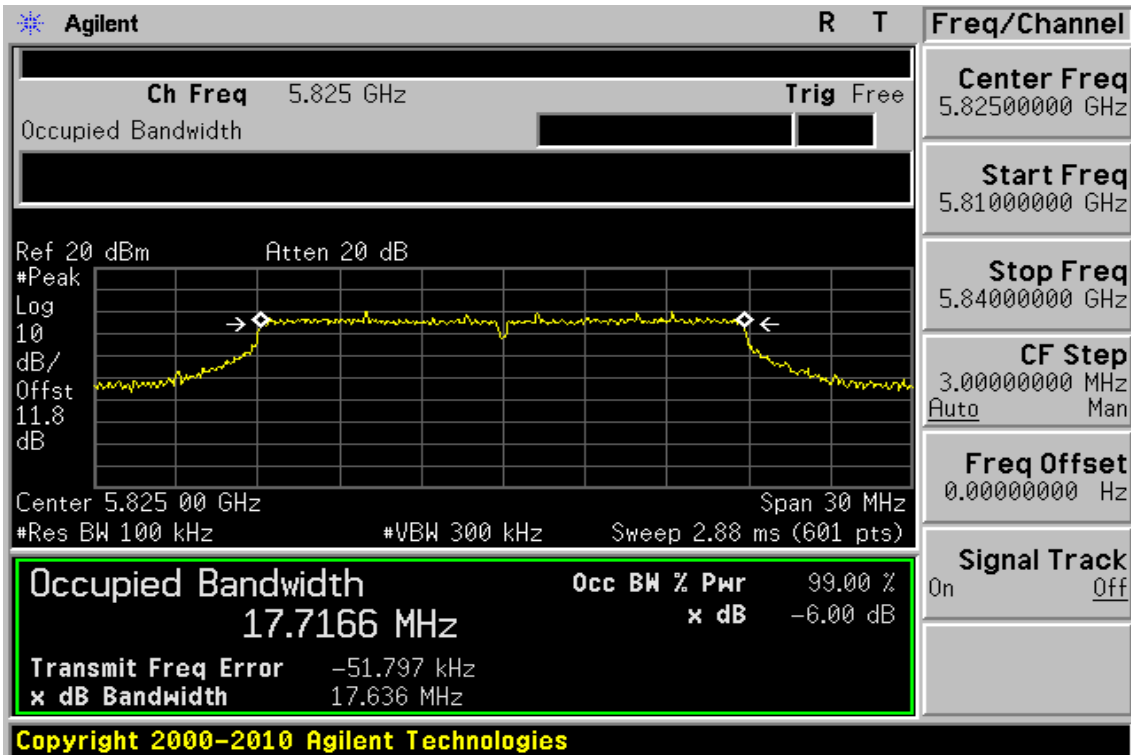 Agilent R T
Ch Freq 5.825 GHz Trig Free
Occupied Bandwidth
Ref 20 dBm Atten 20 dB
#Peak
Log
10
dB/
Offst
11.8
dB
Center 5.825 00 GHz Span 30 MHz
#Res BW 100 kHz #VBW 300 kHz Sweep 2.88 ms (601 pts)
Occupied Bandwidth Occ BW % Pwr 99.00 %
17.7166 MHz x dB -6.00 dB
Transmit Freq Error -51.797 kHz
x dB Bandwidth 17.636 MHz
Copyright 2000-2010 Agilent Technologies
Freq/Channel
Center Freq
5.82500000 GHz
Start Freq
5.81000000 GHz
Stop Freq
5.84000000 GHz
CF Step
3.00000000 MHz
Auto Man
Freq Offset
0.00000000 Hz
Signal Track
On Off